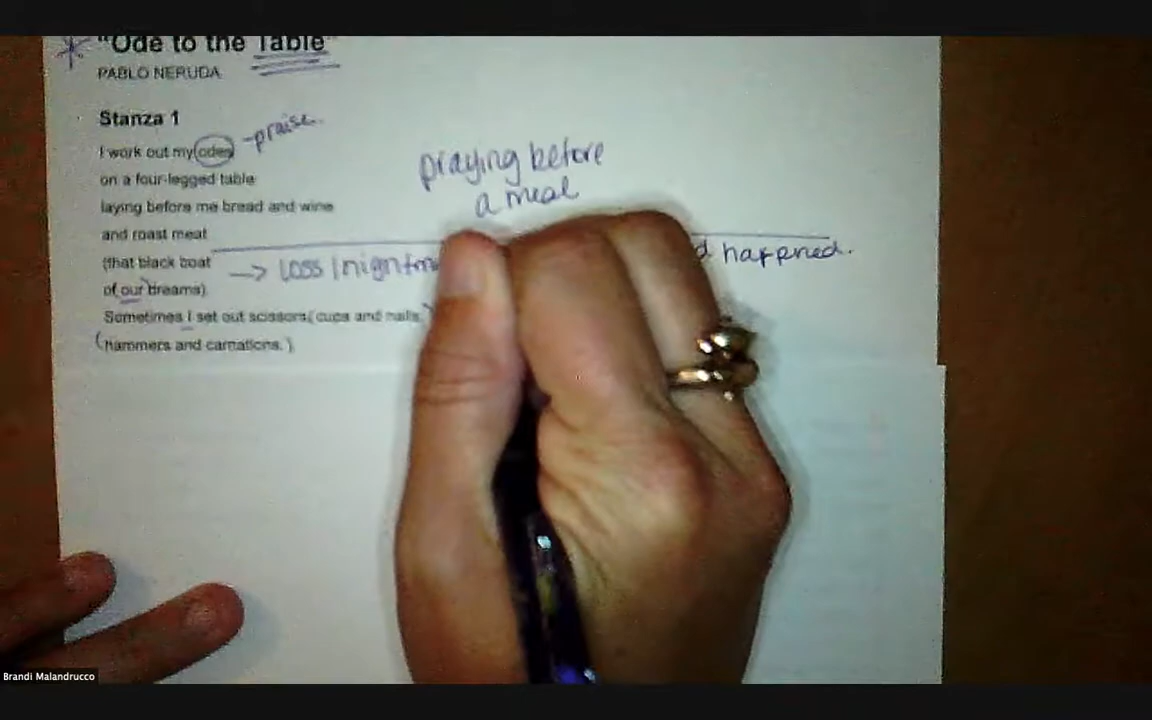 "Ode to the Table"
PABLO NERUDA
Stanza 1
I work out my odes -praise.
on a four-legged table
laying before me bread and wine
and roast meat
(that black boat
of our dreams).
Sometimes I set out scissors, cups and nails,
hammers and carnations.
praying before
a meal
→ Loss / happned.
Brandi Malandrucco